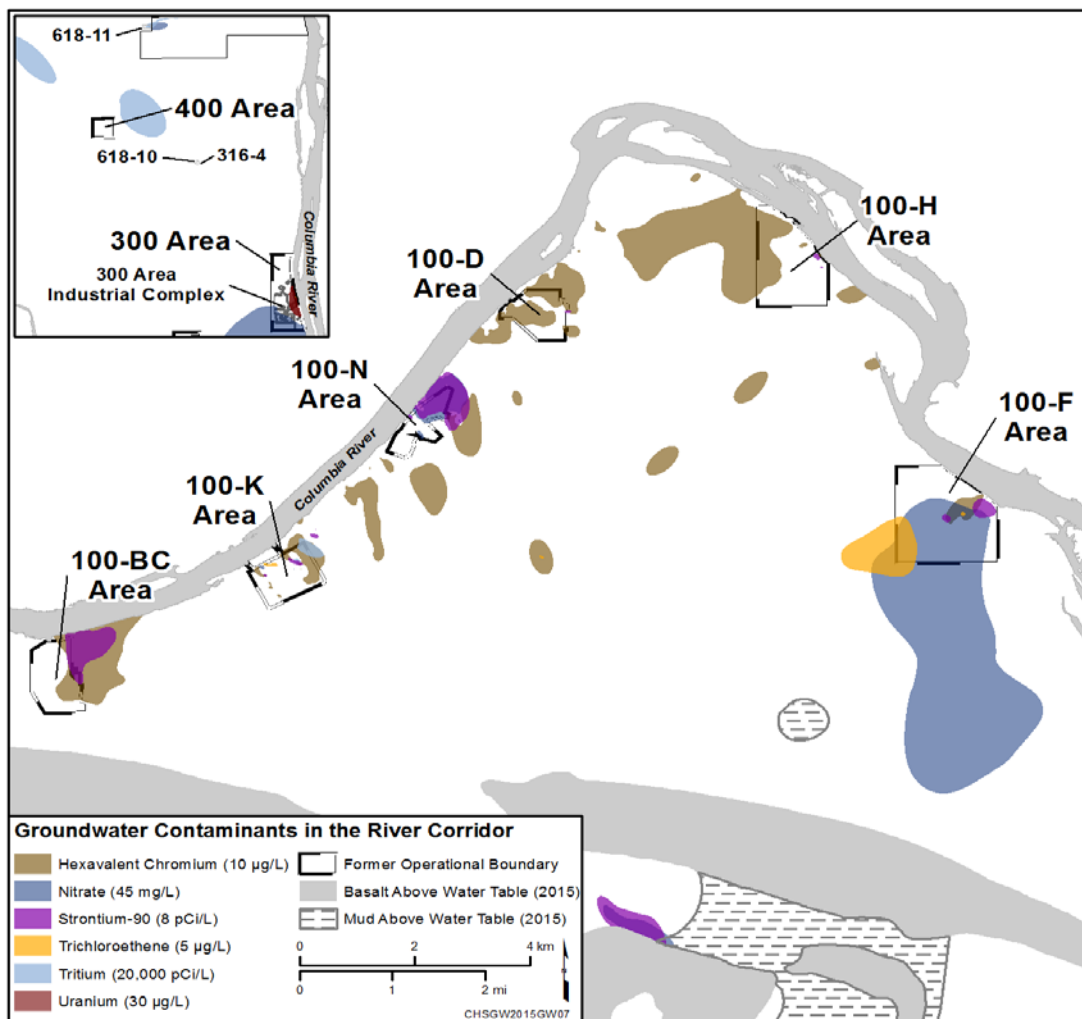 618-11
400 Area
618-10
316-4
300 Area
300 Area
Industrial Complex
Columbia River
100-H
Area
100-D
Area
100-N
Area
Columbia River
100-F
Area
100-K
Area
100-BC
Area
Groundwater Contaminants in the River Corridor
Hexavalent Chromium (10 µg/L)
Nitrate (45 mg/L)
Strontium-90 (8 pCi/L)
Trichloroethene (5 µg/L)
Tritium (20,000 pCi/L)
Uranium (30 µg/L)
Former Operational Boundary
Basalt Above Water Table (2015)
Mud Above Water Table (2015)
0 2 4 km
0 1 2 mi
CHSGW2015GW07